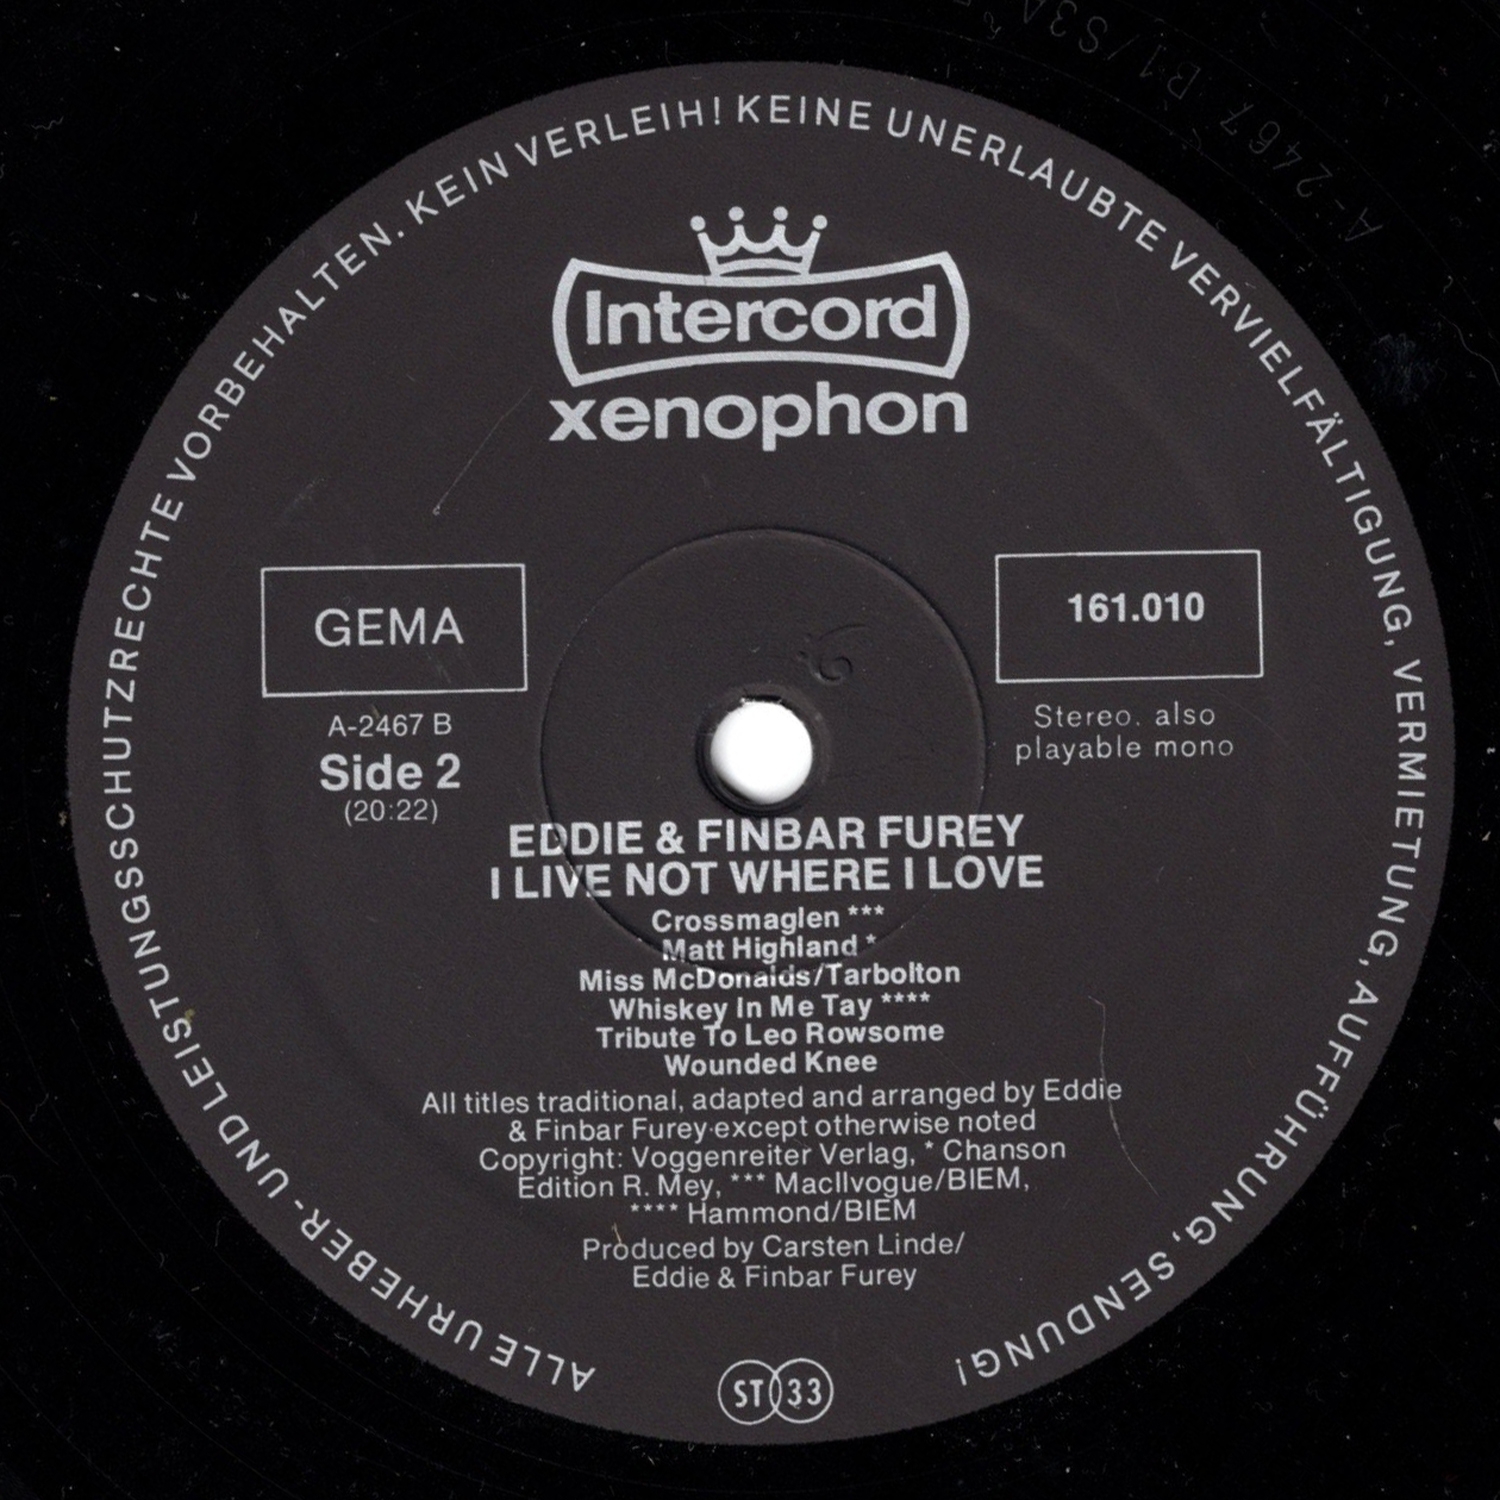 ALLE URHEBER- UND LEISTUNGSSCHUTZRECHTE VORBEHALTEN. KEIN VERLEIH! KEINE UNERLAUBTE VERVIELFÄLTIGUNG, VERMIETUNG, AUFFÜHRUNG, SENDUNG!
A-2467 B1/S3A
Intercord
xenophon
GEMA
161.010
A-2467 B
Side 2
(20:22)
Stereo. also
playable mono
EDDIE & FINBAR FUREY
I LIVE NOT WHERE I LOVE
Crossmaglen ***
Matt Highland *
Miss McDonalds/Tarbolton
Whiskey In Me Tay ****
Tribute To Leo Rowsome
Wounded Knee
All titles traditional, adapted and arranged by Eddie
& Finbar Furey except otherwise noted
Copyright: Voggenreiter Verlag, * Chanson
Edition R. Mey, *** MacIlvogue/BIEM,
**** Hammond/BIEM
Produced by Carsten Linde/
Eddie & Finbar Furey
ST 33